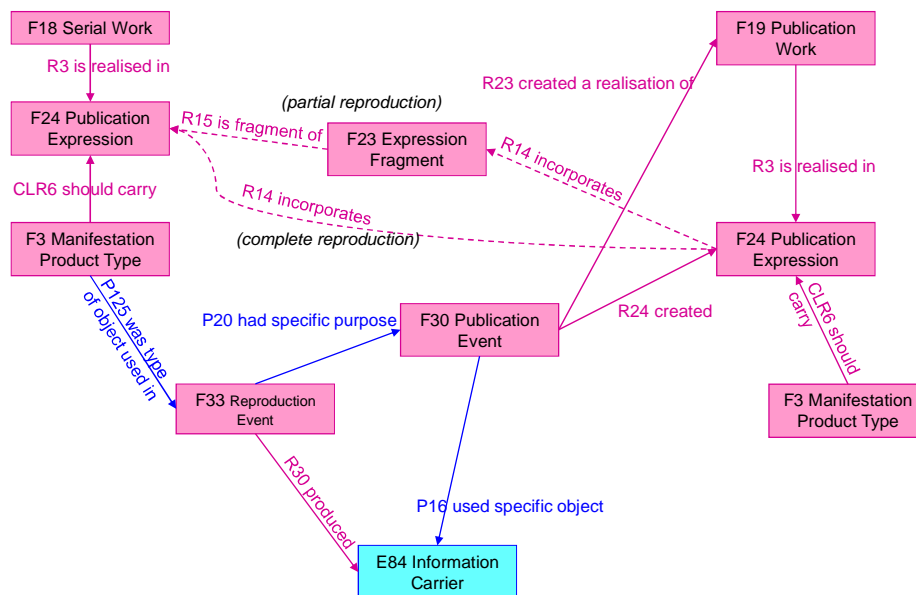 F18 Serial Work
F19 Publication
Work
R3 is realised in
R23 created a realisation of
(partial reproduction)
F24 Publication
Expression
R15 is fragment of
F23 Expression
Fragment
R14 incorporates
R3 is realised in
CLR6 should carry
R14 incorporates
F3 Manifestation
Product Type
(complete reproduction)
F24 Publication
Expression
P125 was type
of object used in
P20 had specific purpose
F30 Publication
Event
R24 created
CLR6 should
carry
F33 Reproduction
Event
F3 Manifestation
Product Type
R30 produced
P16 used specific object
E84 Information
Carrier